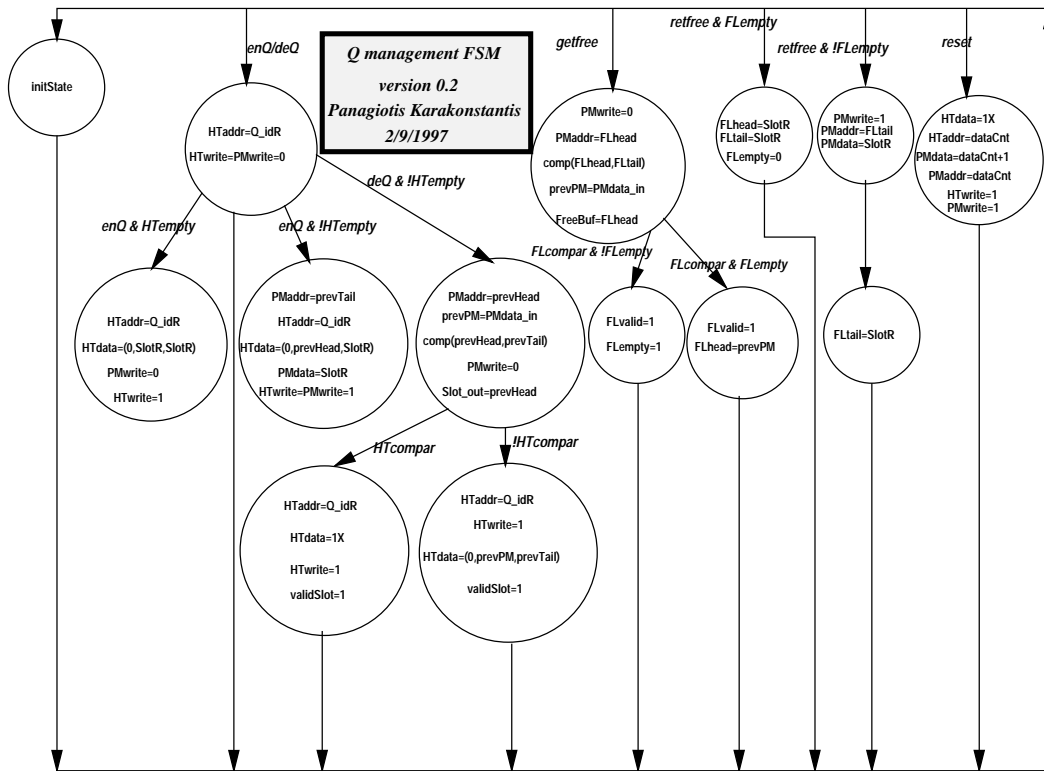 retfree & FLempty
enQ/deQ
getfree
retfree & !FLempty
reset
Q management FSM
version 0.2
Panagiotis Karakonstantis
2/9/1997
initState
HTaddr=Q_idR
HTwrite=PMwrite=0
PMwrite=0
PMaddr=FLhead
comp(FLhead,FLtail)
prevPM=PMdata_in
FreeBuf=FLhead
FLhead=SlotR
FLtail=SlotR
FLempty=0
PMwrite=1
PMaddr=FLtail
PMdata=SlotR
HTdata=1X
HTaddr=dataCnt
PMdata=dataCnt+1
PMaddr=dataCnt
HTwrite=1
PMwrite=1
deQ & !HTempty
enQ & HTempty
enQ & !HTempty
FLcompar & !FLempty
FLcompar & FLempty
HTaddr=Q_idR
HTdata=(0,SlotR,SlotR)
PMwrite=0
HTwrite=1
PMaddr=prevTail
HTaddr=Q_idR
HTdata=(0,prevHead,SlotR)
PMdata=SlotR
HTwrite=PMwrite=1
PMaddr=prevHead
prevPM=PMdata_in
comp(prevHead,prevTail)
PMwrite=0
Slot_out=prevHead
FLvalid=1
FLempty=1
FLvalid=1
FLhead=prevPM
FLtail=SlotR
HTcompar
!HTcompar
HTaddr=Q_idR
HTdata=1X
HTwrite=1
validSlot=1
HTaddr=Q_idR
HTwrite=1
HTdata=(0,prevPM,prevTail)
validSlot=1